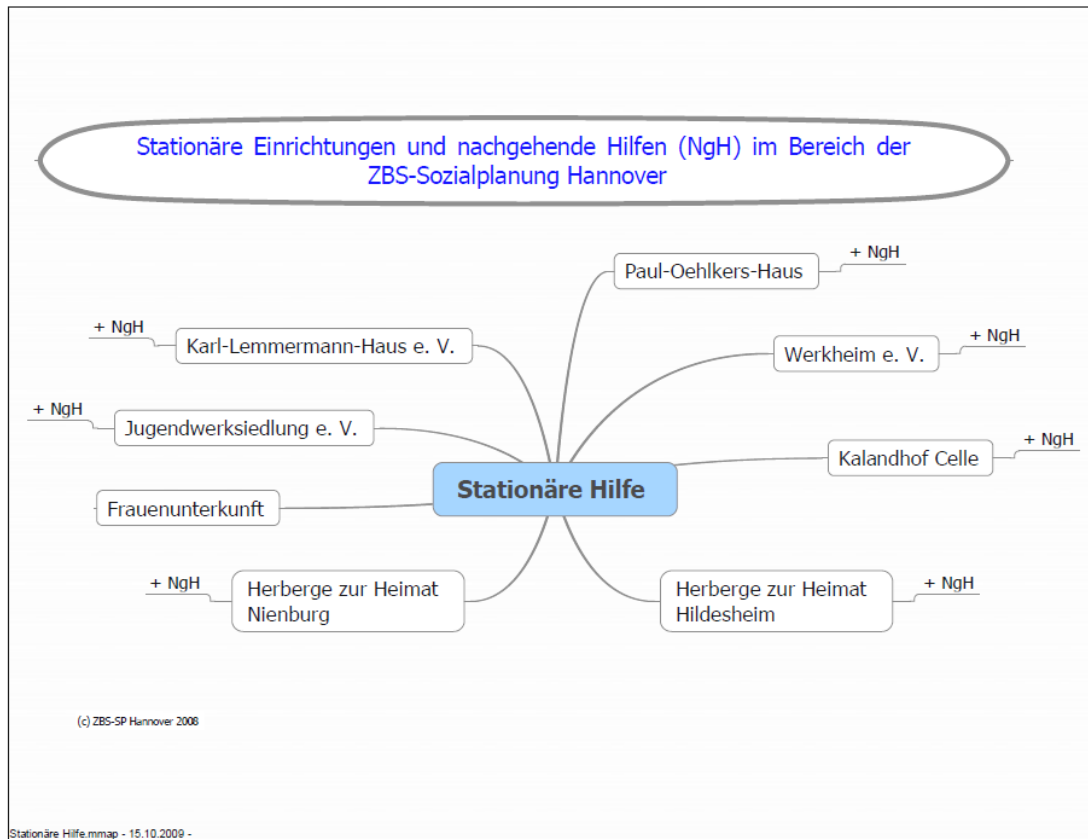 Stationäre Einrichtungen und nachgehende Hilfen (NgH) im Bereich der
ZBS-Sozialplanung Hannover
Paul-Oehlkers-Haus
+ NgH
Werkheim e. V.
+ NgH
Kalandhof Celle
+ NgH
Herberge zur Heimat
Hildesheim
+ NgH
Stationäre Hilfe
+ NgH
Karl-Lemmermann-Haus e. V.
+ NgH
Jugendwerksiedlung e. V.
Frauenunterkunft
+ NgH
Herberge zur Heimat
Nienburg
(c) ZBS-SP Hannover 2008
Stationäre Hilfe.mmap - 15.10.2009 -